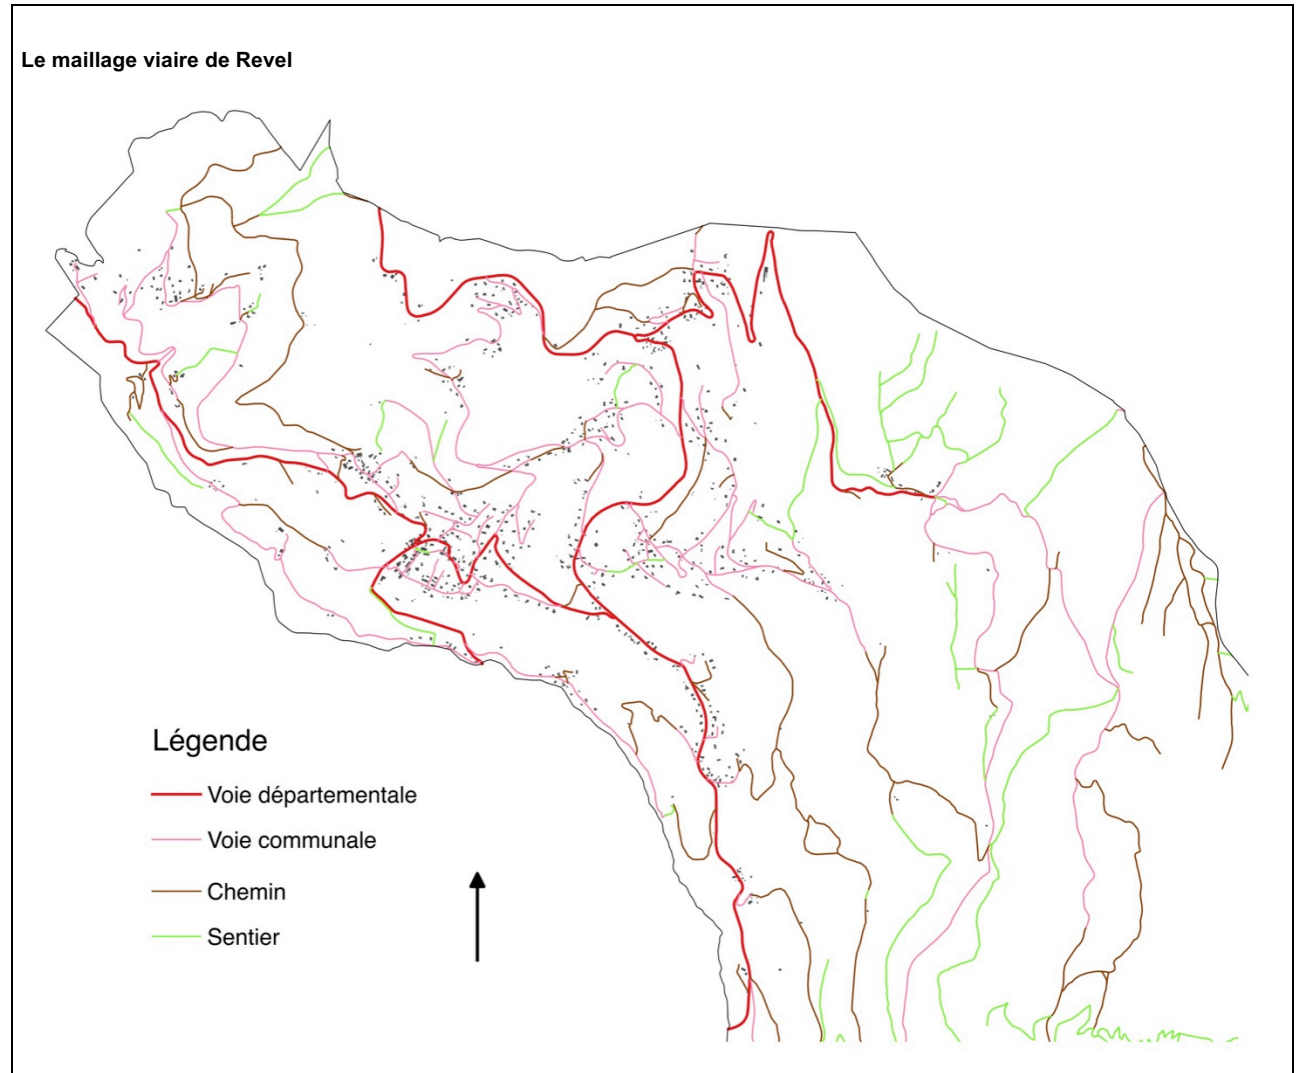 Le maillage viaire de Revel
Légende
Voie départementale
Voie communale
Chemin
Sentier